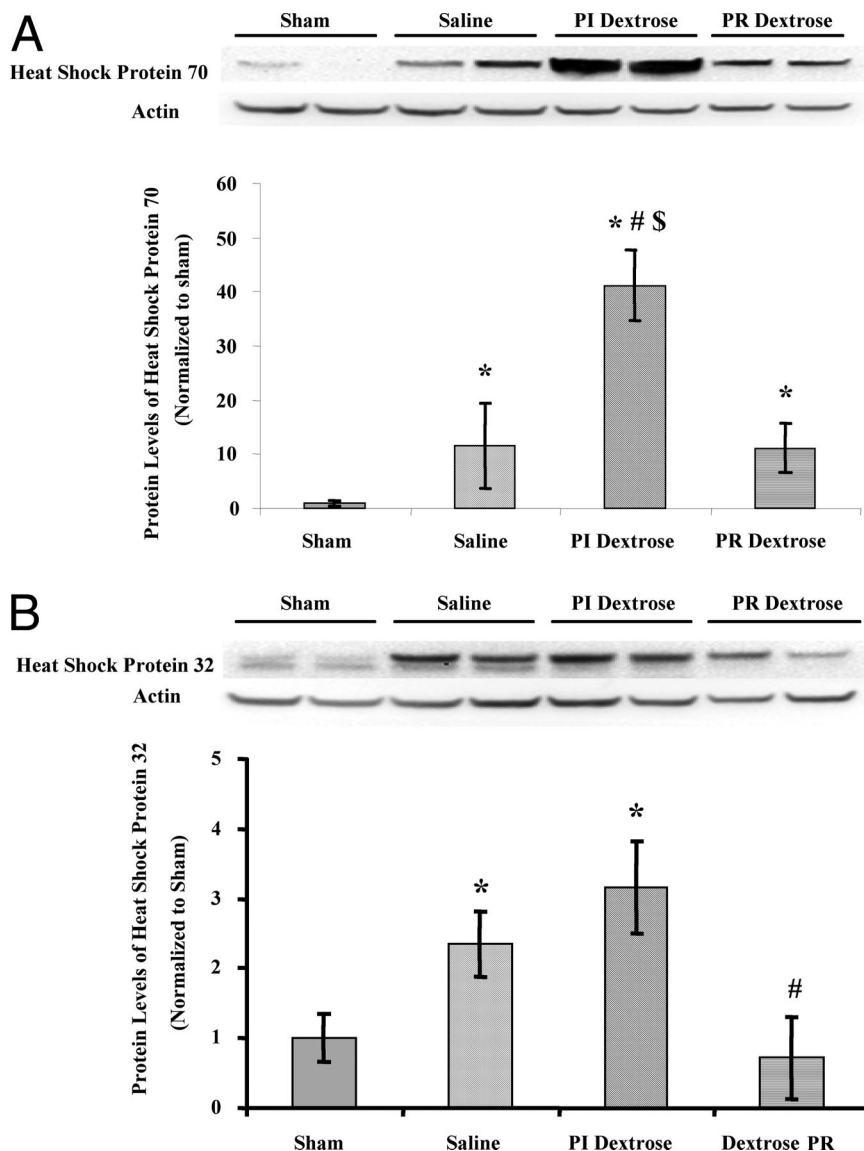 A
Sham Saline PI Dextrose PR Dextrose
Heat Shock Protein 70
Actin
Protein Levels of Heat Shock Protein 70
(Normalized to sham)
60
50
40
30
20
10
0
* # $
*
*
Sham Saline PI Dextrose PR Dextrose
B
Sham Saline PI Dextrose PR Dextrose
Heat Shock Protein 32
Actin
Protein Levels of Heat Shock Protein 32
(Normalized to Sham)
5
4
3
2
1
0
*
*
#
Sham Saline PI Dextrose Dextrose PR